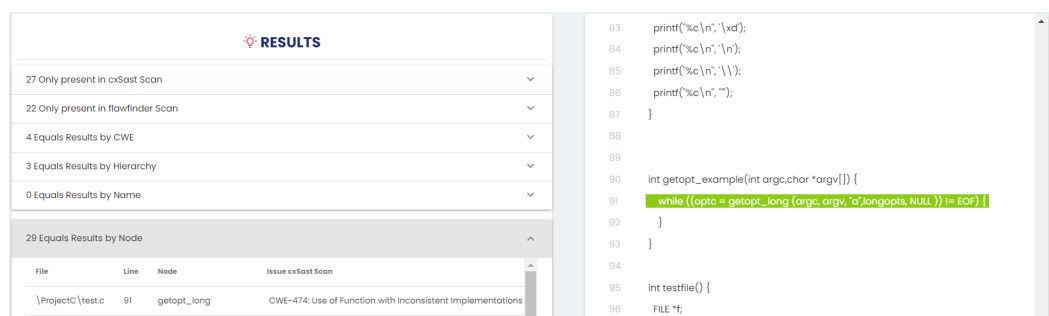 RESULTS
27 Only present in cxSast Scan
22 Only present in flawfinder Scan
4 Equals Results by CWE
3 Equals Results by Hierarchy
0 Equals Results by Name
29 Equals Results by Node
File Line Node Issue cxSast Scan
\ProjectC\test.c 91 getopt_long CWE-474: Use of Function with Inconsistent Implementations
83 printf("%c\n", '\xd');
84 printf("%c\n", '\n');
85 printf("%c\n", '\\');
86 printf("%c\n", '"');
87 }
88
89
90 int getopt_example(int argc,char *argv[]) {
91 while ((optc = getopt_long (argc, argv, "a",longopts, NULL )) != EOF) {
92 }
93 }
94
95 int testfile() {
96 FILE *f;